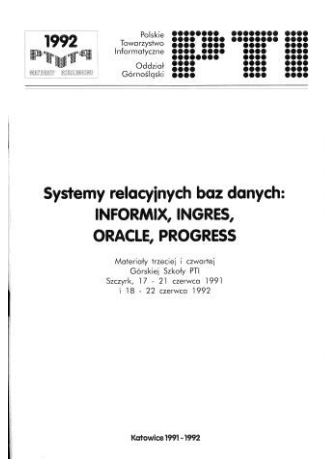 1992
Polskie
Towarzystwo
Informatyczne
Oddział
Górnośląski
PTI
Systemy relacyjnych baz danych:
INFORMIX, INGRES,
ORACLE, PROGRESS
Materiały trzeciej i czwartej
Górskiej Szkoły PTI
Szczyrk, 17 - 21 czerwca 1991
i 18 - 22 czerwca 1992
Katowice 1991-1992